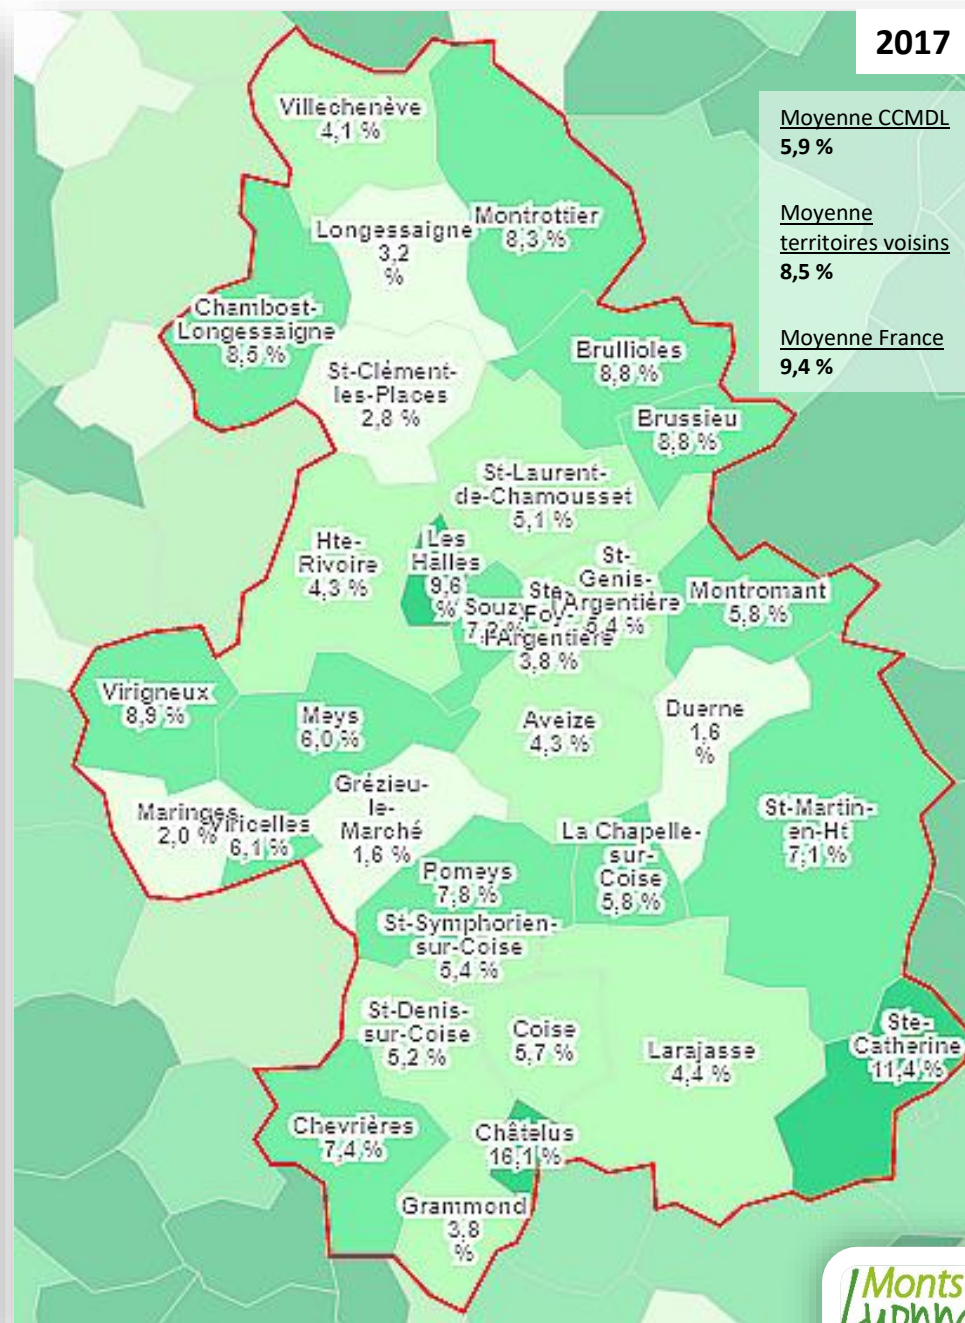 2017
Moyenne CCMDL
5,9 %
Moyenne
territoires voisins
8,5 %
Moyenne France
9,4 %
Villechenève
4,1 %
Longessaigne
3,2
%
Montrottier
8,3 %
Chambost-
Longessaigne
8,5 %
St-Clément-
les-Places
2,8 %
Brullioles
8,8 %
Brussieu
8,8 %
St-Laurent-
de-Chamousset
5,1 %
Hte-
Rivoire
4,3 %
Les
Halles
9,6
%
Souzy
7,2 %
Ste-
Foy-
l'Argentière
3,8 %
St-
Genis-
l'Argentière
5,4 %
Montromant
5,8 %
Virigneux
8,9 %
Meys
6,0 %
Aveize
4,3 %
Duerne
1,6
%
Maringes
2,0 %
Viricelles
6,1 %
Grézieu-
le-
Marché
1,6 %
La Chapelle-
sur-
Coise
5,8 %
St-Martin-
en-Ht
7,1 %
Pomeys
7,8 %
St-Symphorien-
sur-Coise
5,4 %
St-Denis-
sur-Coise
5,2 %
Coise
5,7 %
Larajasse
4,4 %
Ste-
Catherine
11,4 %
Chevrières
7,4 %
Châtelus
16,1 %
Grammond
3,8
%
Monts